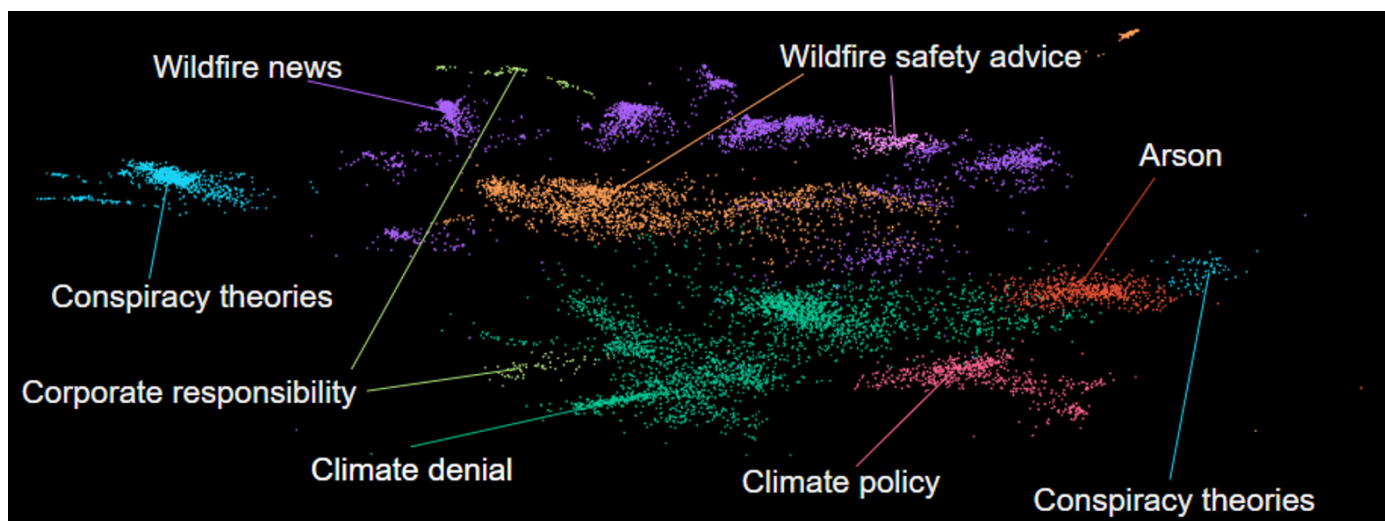 Wildfire news
Wildfire safety advice
Arson
Conspiracy theories
Corporate responsibility
Climate denial
Climate policy
Conspiracy theories